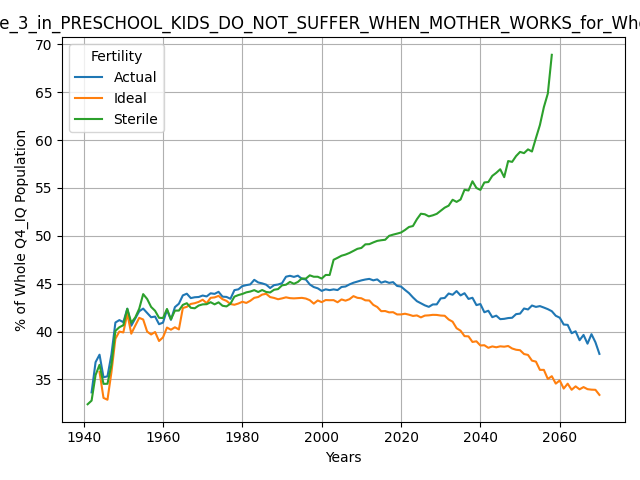 e_3_in_PRESCHOOL_KIDS_DO_NOT_SUFFER_WHEN_MOTHER_WORKS_for_Who
70
65
60
55
50
45
40
35
% of Whole Q4_IQ Population
Fertility
Actual
Ideal
Sterile
1940 1960 1980 2000 2020 2040 2060
Years